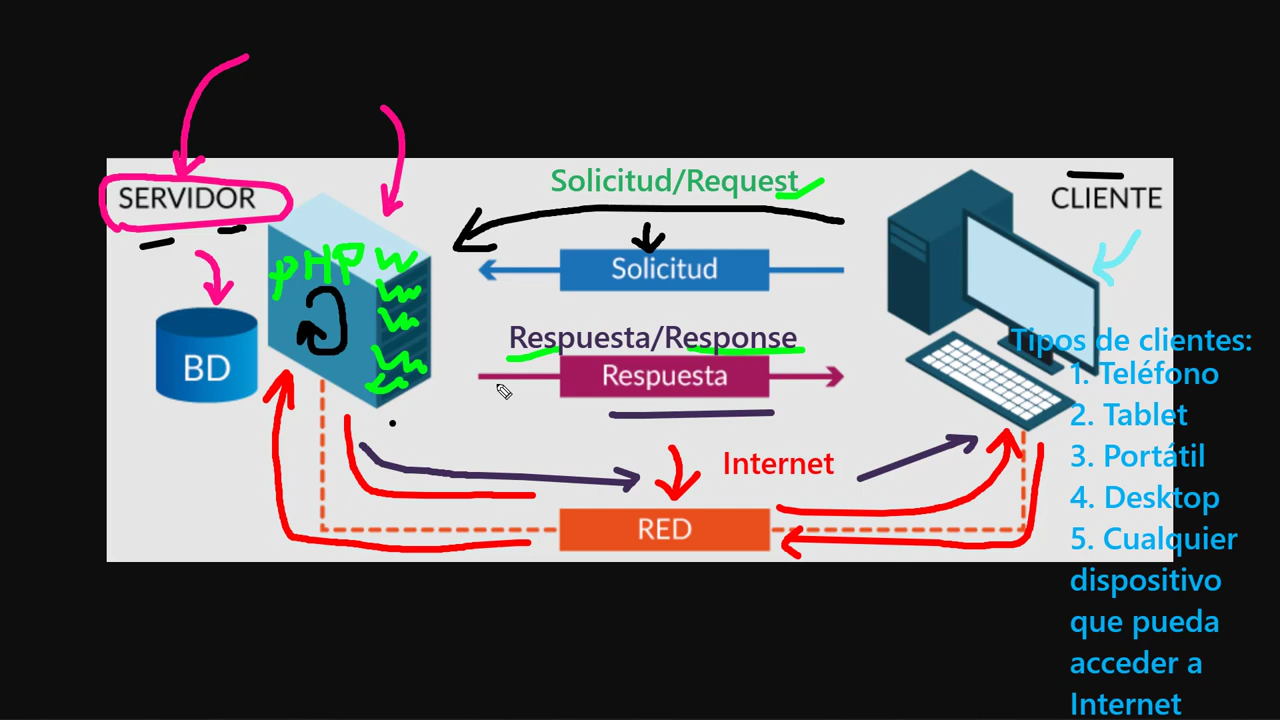 SERVIDOR
Solicitud/Request
CLIENTE
PHP
Solicitud
BD
Respuesta/Response
Respuesta
Internet
RED
Tipos de clientes:
1. Teléfono
2. Tablet
3. Portátil
4. Desktop
5. Cualquier
dispositivo
que pueda
acceder a
Internet